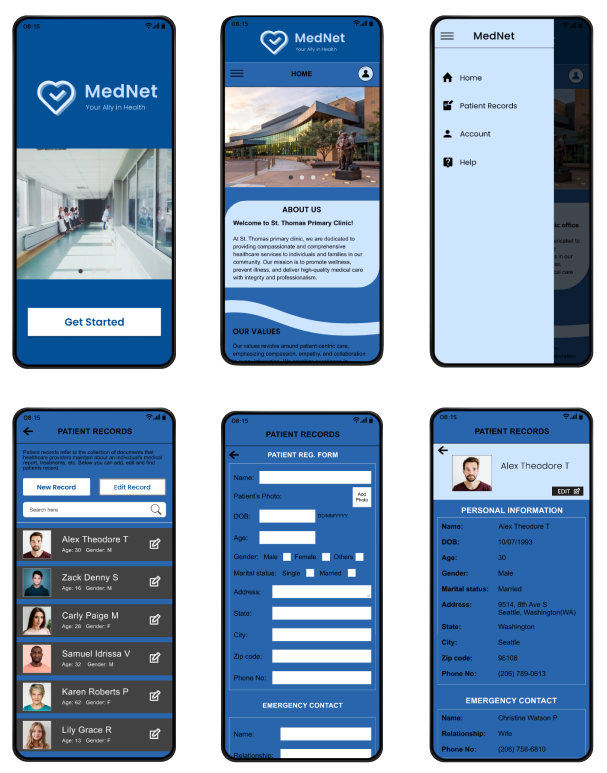 08:15
MedNet
Your Ally in Health
Get Started
08:15
MedNet
Your Ally in Health
HOME
ABOUT US
Welcome to St. Thomas Primary Clinic!
At St. Thomas primary clinic, we are dedicated to
providing compassionate and comprehensive
healthcare services to individuals and families in our
community. Our mission is to promote wellness,
prevent illness, and deliver high-quality medical care
with integrity and professionalism.
OUR VALUES
Our values revolve around patient-centric care,
emphasizing compassion, empathy, and collaboration
MedNet
Home
Patient Records
Account
Help
office.
08:15
PATIENT RECORDS
Patient records refer to the collection of documents that
healthcare providers maintain about an individual's medical
report, treatments, etc. Below you can add, edit and find
patients record.
New Record
Edit Record
Search here
Alex Theodore T
Age: 30 Gender: M
Zack Denny S
Age: 16 Gender: M
Carly Paige M
Age: 28 Gender: F
Samuel Idrissa V
Age: 32 Gender: M
Karen Roberts P
Age: 62 Gender: F
Lily Grace R
Age: 13 Gender: F
08:15
PATIENT RECORDS
PATIENT REG. FORM
Name:
Patient's Photo:
Add
Photo
DOB:
DD/MM/YYYY
Age:
Gender: Male Female Others
Marital status: Single Married
Address:
State:
City:
Zip code:
Phone No:
EMERGENCY CONTACT
Name:
Relationship:
08:15
PATIENT RECORDS
Alex Theodore T
EDIT
PERSONAL INFORMATION
Name: Alex Theodore T
DOB: 10/07/1993
Age: 30
Gender: Male
Marital status: Married
Address: 9514, 8th Ave S
Seattle, Washington(WA)
State: Washington
City: Seattle
Zip code: 98108
Phone No: (206) 789-0613
EMERGENCY CONTACT
Name: Christine Watson P
Relationship: Wife
Phone No: (206) 758-6810